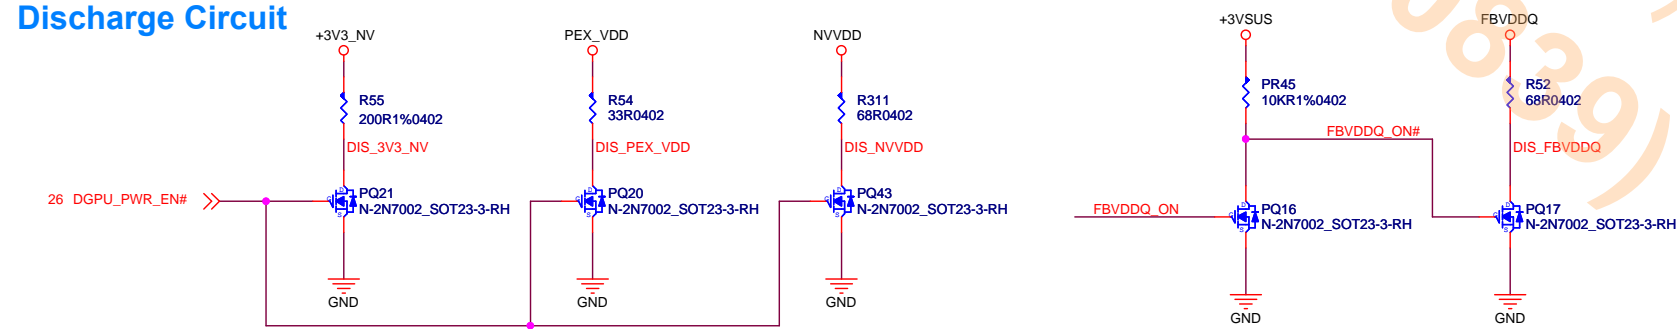 Discharge Circuit
+3V3_NV
PEX_VDD
NVVDD
+3VSUS
FBVDDQ
R55
200R1%0402
R54
33R0402
R311
68R0402
PR45
10KR1%0402
R52
68R0402
0839)
DIS_3V3_NV
DIS_PEX_VDD
DIS_NVVDD
FBVDDQ_ON#
DIS_FBVDDQ
26 DGPU_PWR_EN#
D
G
S
PQ21
N-2N7002_SOT23-3-RH
D
G
S
PQ20
N-2N7002_SOT23-3-RH
D
G
S
PQ43
N-2N7002_SOT23-3-RH
FBVDDQ_ON
D
G
S
PQ16
N-2N7002_SOT23-3-RH
D
G
S
PQ17
N-2N7002_SOT23-3-RH
GND
GND
GND
GND
GND